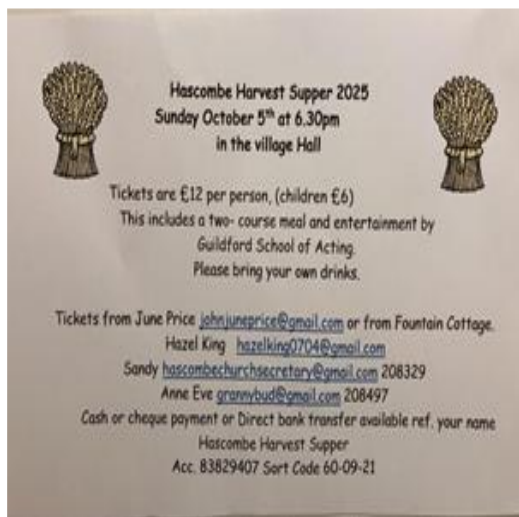 Hascombe Harvest Supper 2025
Sunday October 5th at 6.30pm
in the village Hall
Tickets are £12 per person, (children £6)
This includes a two- course meal and entertainment by
Guildford School of Acting.
Please bring your own drinks.
Tickets from June Price johnjuneprice@gmail.com or from Fountain Cottage.
Hazel King hazelking0704@gmail.com
Sandy hascombechurchsecretary@gmail.com 208329
Anne Eve grannybud@gmail.com 208497
Cash or cheque payment or Direct bank transfer available ref. your name
Hascombe Harvest Supper
Acc. 83829407 Sort Code 60-09-21